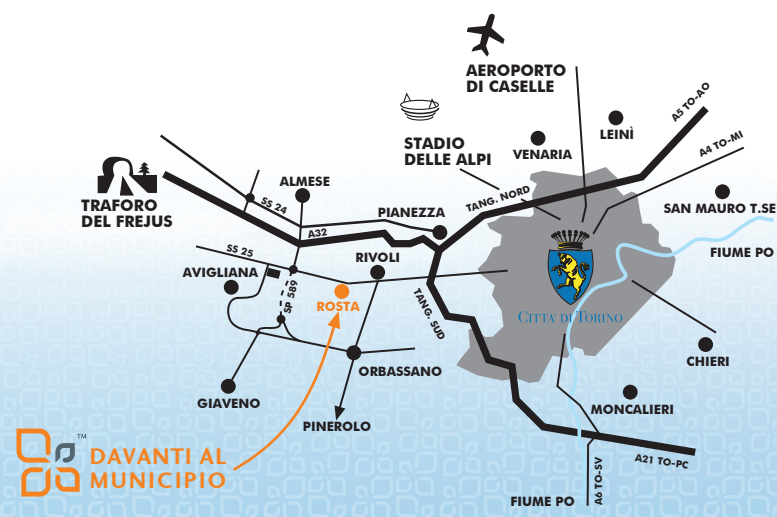 AEROPORTO
DI CASELLE
A5 TO-AO
LEINÌ
STADIO
DELLE ALPI
VENARIA
A4 TO-MI
TRAFORO
DEL FREJUS
ALMESE
SS 24
PIANEZZA
TANG. NORD
SAN MAURO T.SE
A32
SS 25
RIVOLI
FIUME PO
AVIGLIANA
SP 589
ROSTA
TANG. SUD
CITTA' DI TORINO
CHIERI
ORBASSANO
GIAVENO
MONCALIERI
PINEROLO
TM
DAVANTI AL
MUNICIPIO
A21 TO-PC
A6 TO-SV
FIUME PO